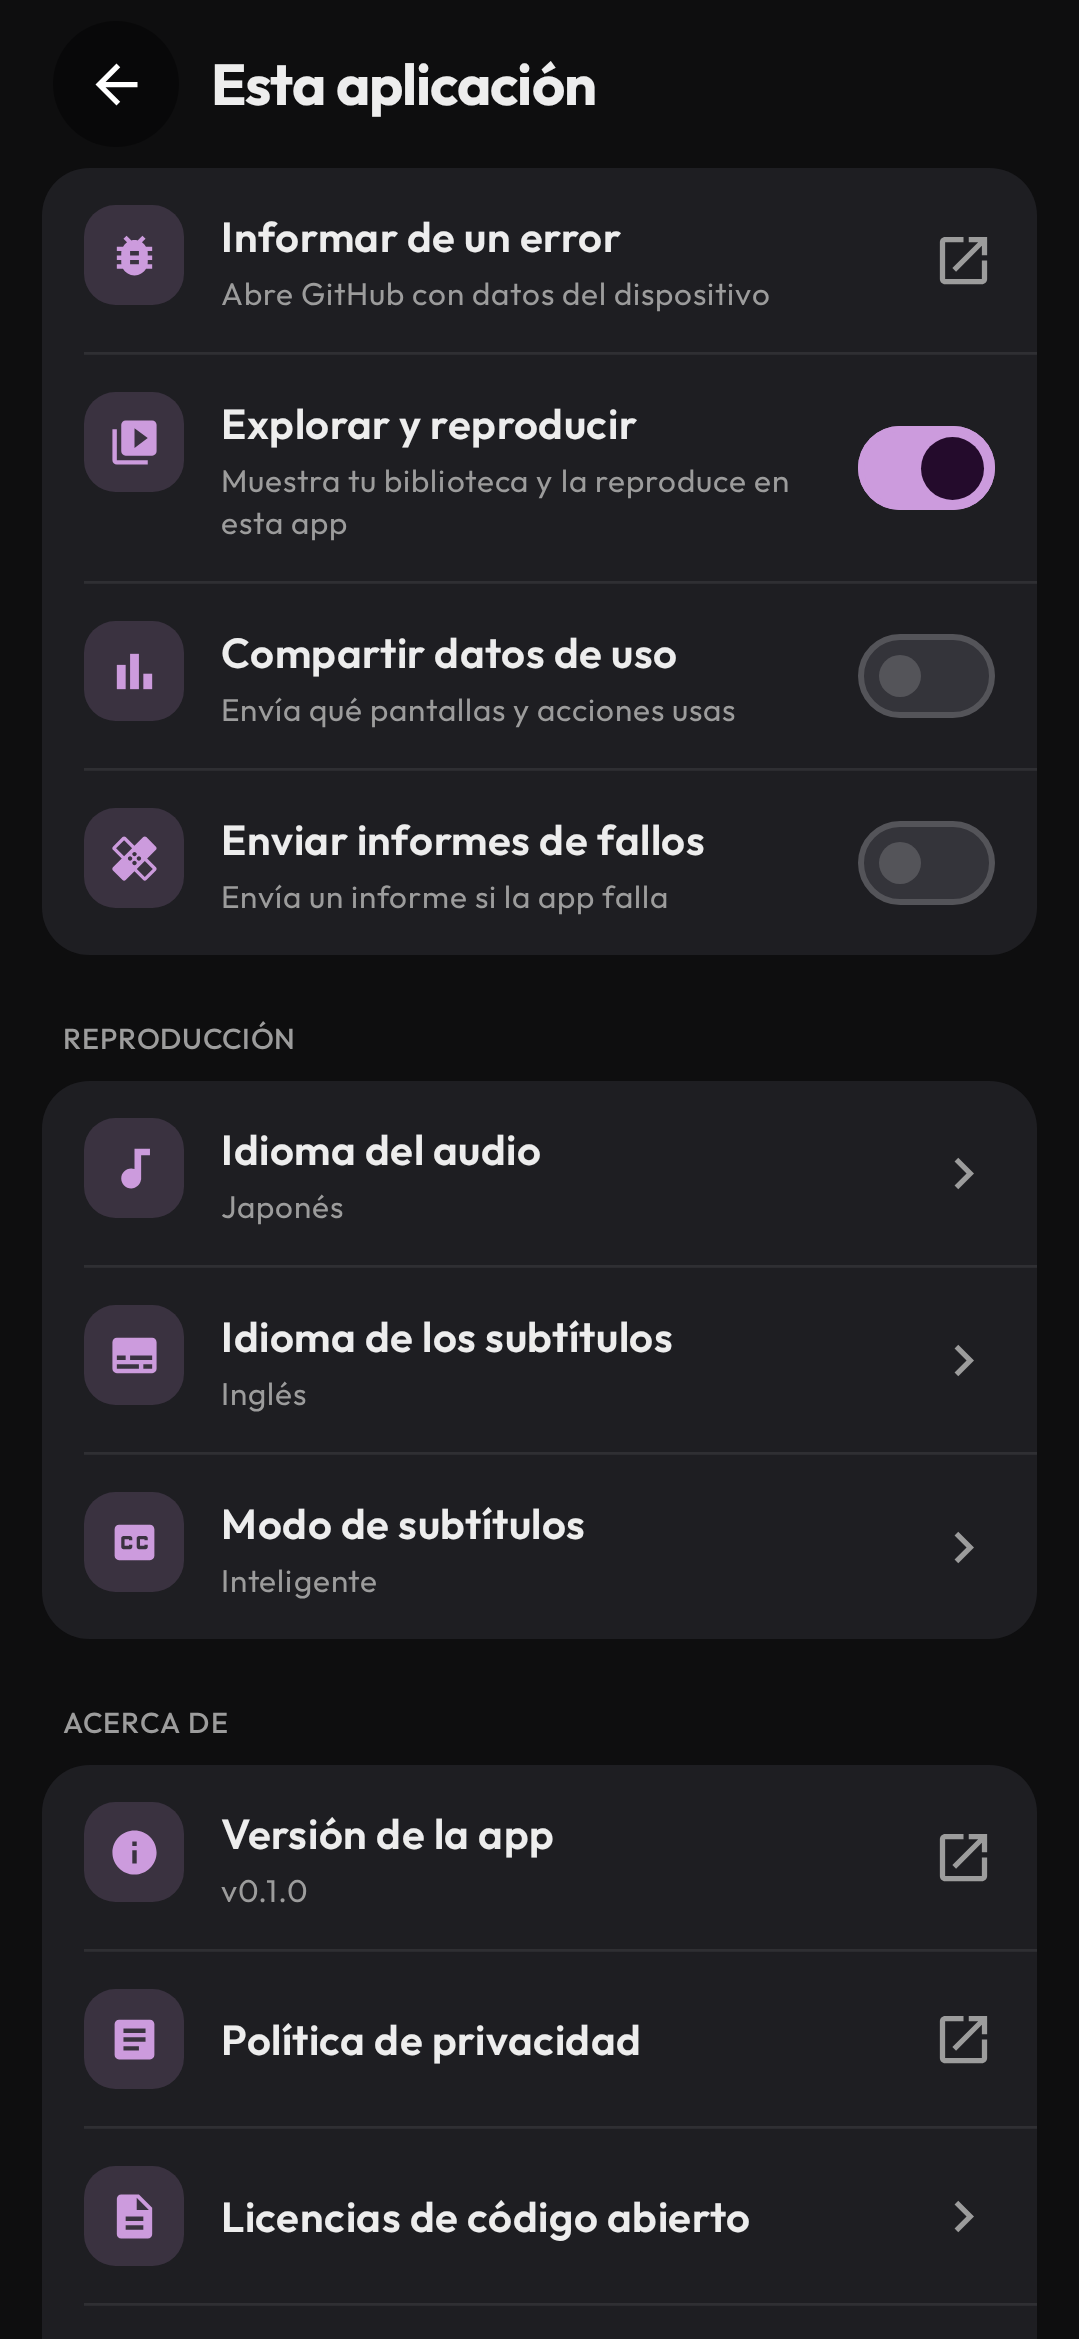 Esta aplicación
Informar de un error
Abre GitHub con datos del dispositivo
Explorar y reproducir
Muestra tu biblioteca y la reproduce en
esta app
Compartir datos de uso
Envía qué pantallas y acciones usas
Enviar informes de fallos
Envía un informe si la app falla
REPRODUCCIÓN
Idioma del audio
Japonés
Idioma de los subtítulos
Inglés
CC
Modo de subtítulos
Inteligente
ACERCA DE
Versión de la app
v0.1.0
Política de privacidad
Licencias de código abierto